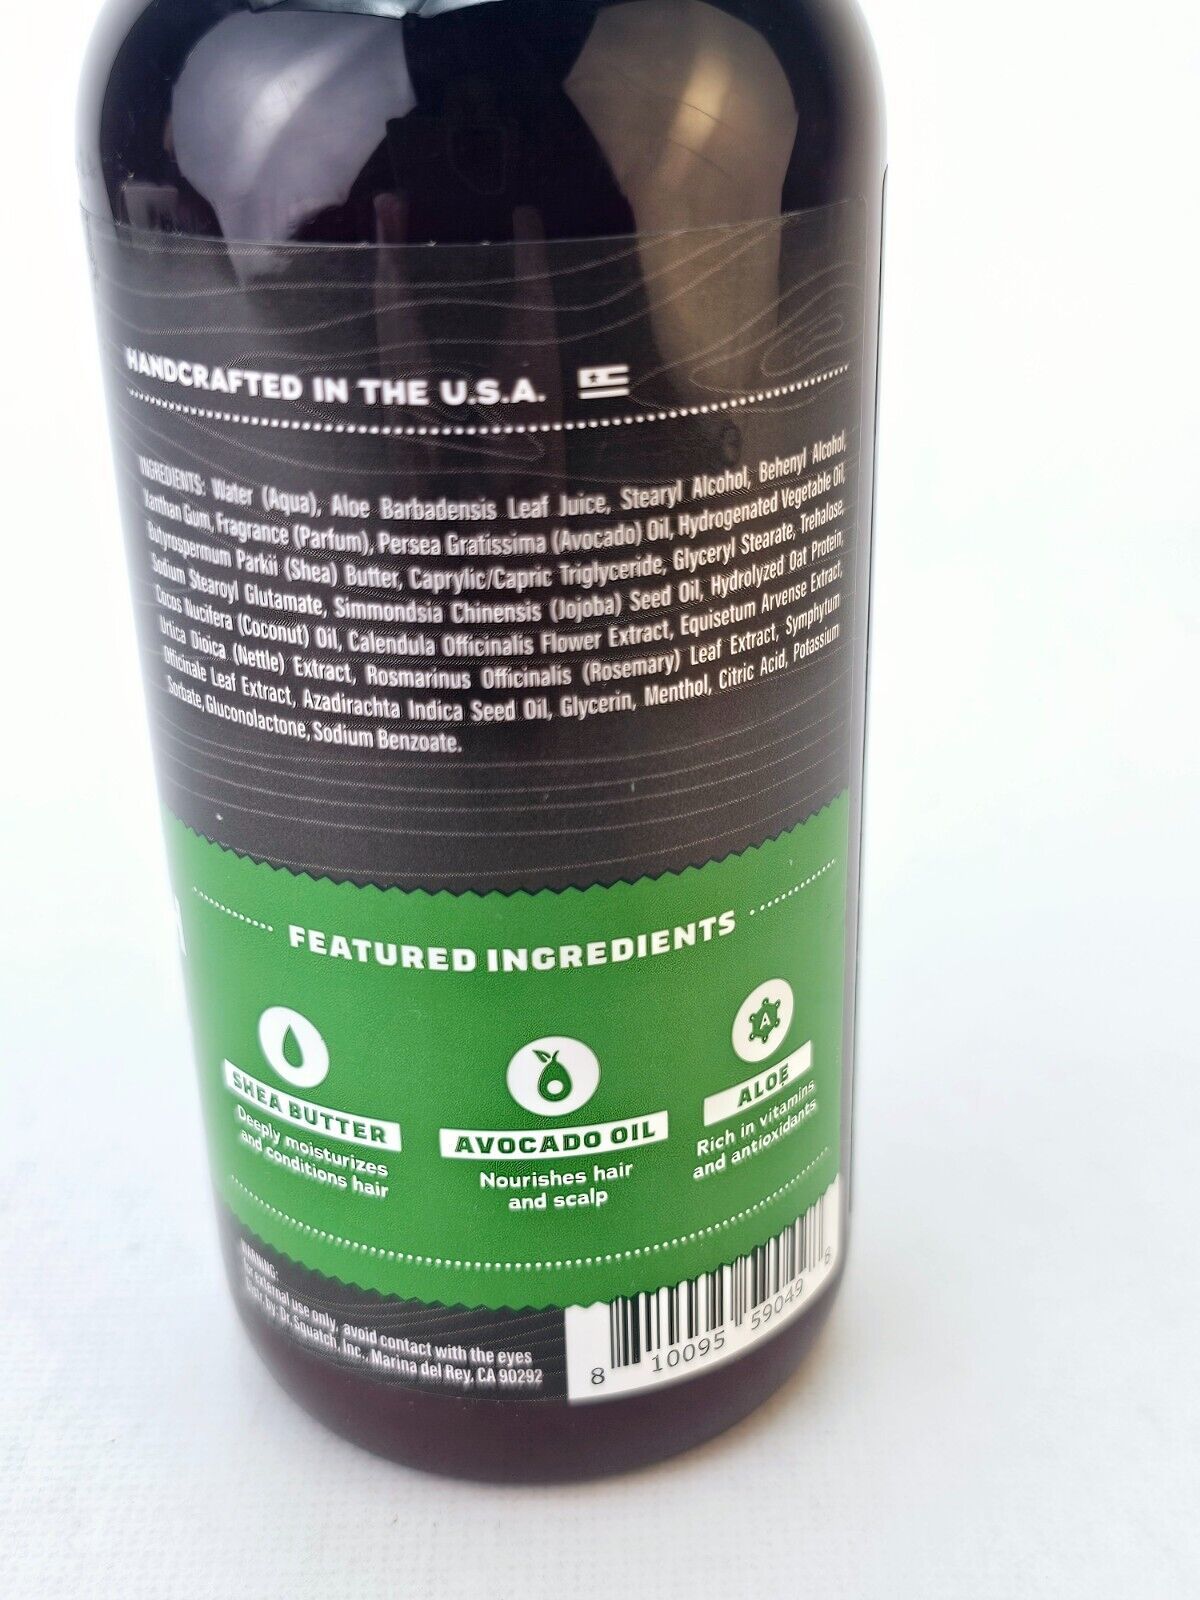 HANDCRAFTED IN THE U.S.A.
INGREDIENTS: Water (Aqua), Aloe Barbadensis Leaf Juice, Stearyl Alcohol, Behenyl Alcohol,
Xanthan Gum, Fragrance (Parfum), Persea Gratissima (Avocado) Oil, Hydrogenated Vegetable Oil,
Butyrospermum Parkii (Shea) Butter, Caprylic/Capric Triglyceride, Glyceryl Stearate, Trehalose,
Sodium Stearoyl Glutamate, Simmondsia Chinensis (Jojoba) Seed Oil, Hydrolyzed Oat Protein,
Cocos Nucifera (Coconut) Oil, Calendula Officinalis Flower Extract, Equisetum Arvense Extract,
Urtica Dioica (Nettle) Extract, Rosmarinus Officinalis (Rosemary) Leaf Extract, Symphytum
Officinale Leaf Extract, Azadirachta Indica Seed Oil, Glycerin, Menthol, Citric Acid, Potassium
Sorbate, Gluconolactone, Sodium Benzoate.
FEATURED INGREDIENTS
SHEA BUTTER
Deeply moisturizes
and conditions hair
AVOCADO OIL
Nourishes hair
and scalp
A
ALOE
Rich in vitamins
and antioxidants
WARNING:
for external use only, avoid contact with the eyes
Distr. by: Dr. Squatch, Inc., Marina del Rey, CA 90292
8 10095 59049 6